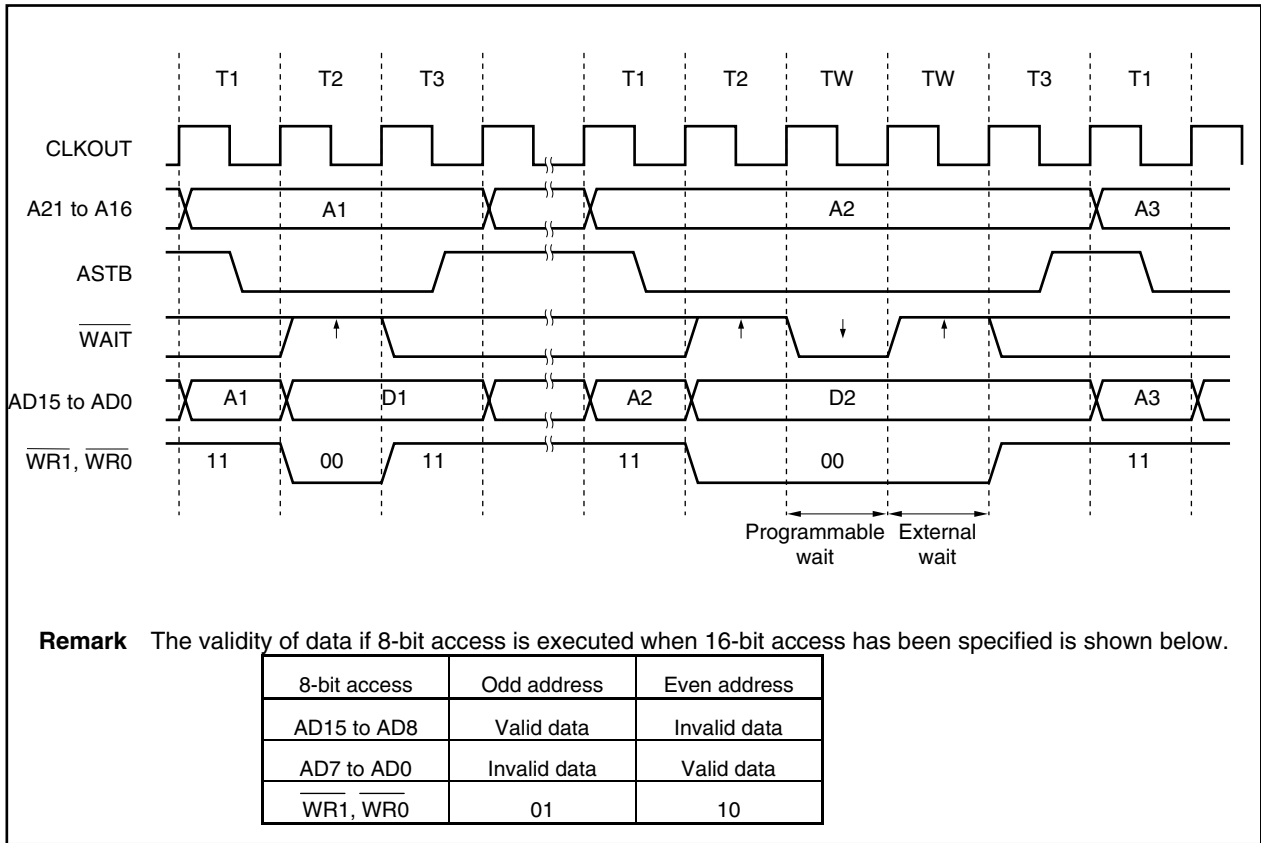 T1 T2 T3 T1 T2 TW TW T3 T1
CLKOUT
A21 to A16 A1 A2 A3
ASTB
WAIT
AD15 to AD0 A1 D1 A2 D2 A3
WR1, WR0 11 00 11 11 00 11
Programmable wait
External wait
Remark The validity of data if 8-bit access is executed when 16-bit access has been specified is shown below.
8-bit access Odd address Even address
AD15 to AD8 Valid data Invalid data
AD7 to AD0 Invalid data Valid data
WR1, WR0 01 10